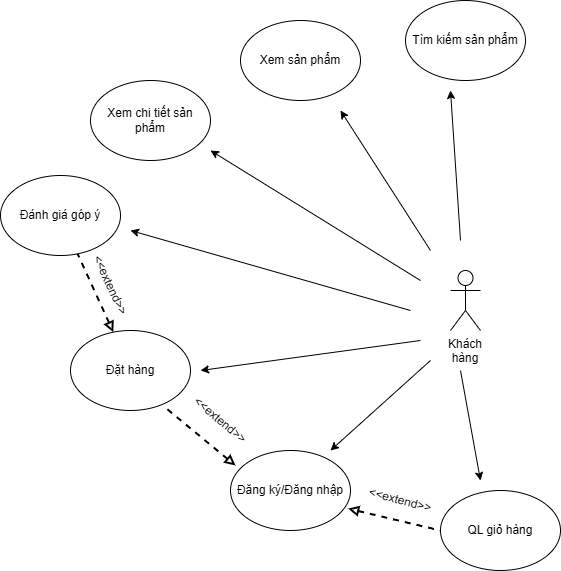 Tìm kiếm sản phẩm
Xem sản phẩm
Xem chi tiết sản
phẩm
Đánh giá góp ý
<<extend>>
Khách
hàng
Đặt hàng
<<extend>>
Đăng ký/Đăng nhập
<<extend>>
QL giỏ hàng